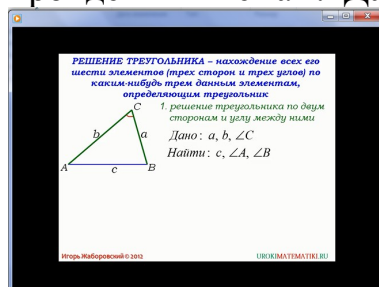 РЕШЕНИЕ ТРЕУГОЛЬНИКА – нахождение всех его
шести элементов (трех сторон и трех углов) по
каким-нибудь трем данным элементам,
определяющим треугольник
1. решение треугольника по двум
сторонам и углу между ними
Дано: a, b, ∠C
Найти: c, ∠A, ∠B
C
b
a
A
c
B
Игорь Жаборовский © 2012
UROKIMATEMATIKI.RU